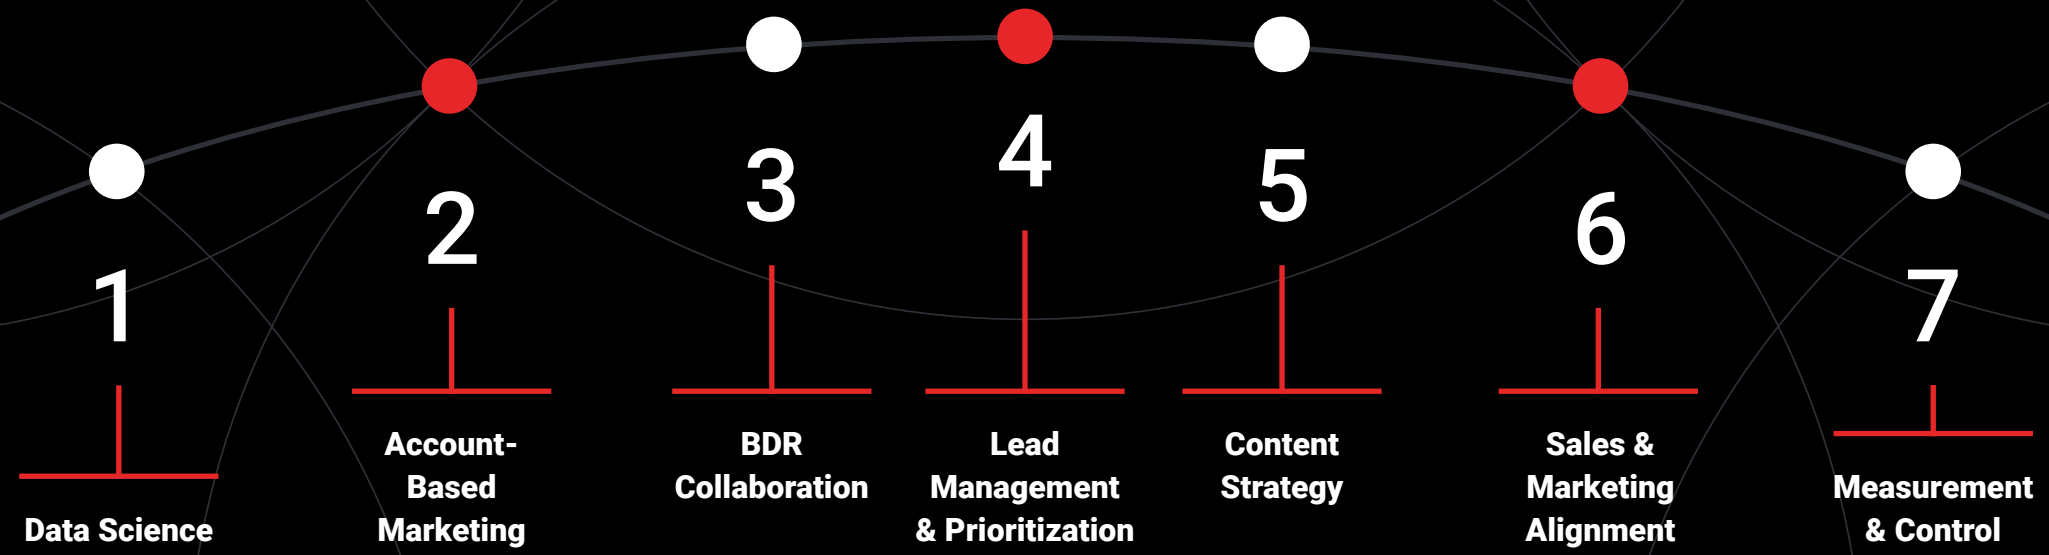 1
Data Science
2
Account-
Based
Marketing
3
BDR
Collaboration
4
Lead
Management
& Prioritization
5
Content
Strategy
6
Sales &
Marketing
Alignment
7
Measurement
& Control